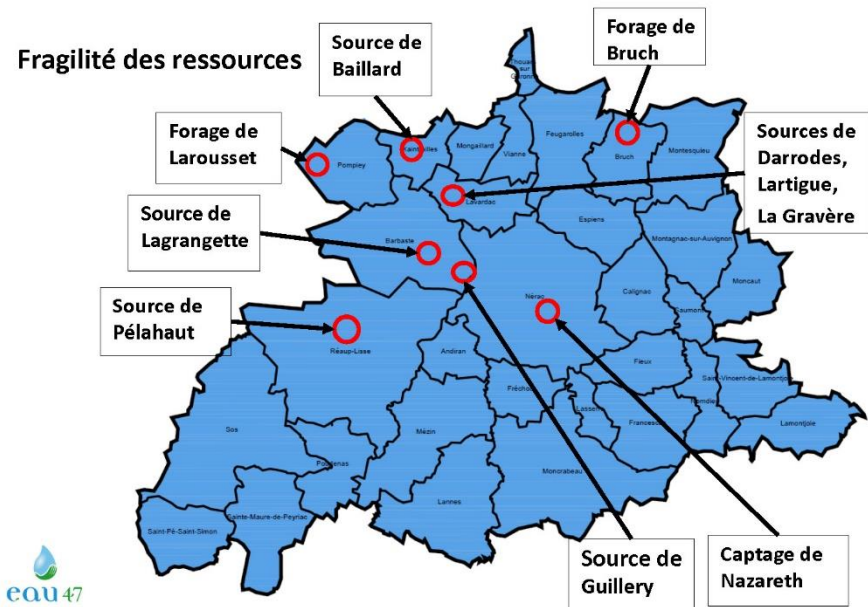 Fragilité des ressources
Source de
Baillard
Forage de
Bruch
Forage de
Larousset
Sources de
Darrodes,
Lartigue,
La Gravère
Source de
Lagrangette
Source de
Pélahaut
Source de
Guillery
Captage de
Nazareth
Thouars
sur
Garonne
Feugarolles
Montesquieu
Bruch
Mongaillard
Vianne
Pompiey
Lavardac
Espiens
Barbaste
Montagnac-sur-Auvignon
Moncaut
Nérac
Calignac
Réaup-Lisse
Andiran
Fieux
Saint-Vincent-de-Lamontjoie
Lamontjoie
Francescas
Sos
Mézin
Moncrabeau
Lannes
Sainte-Maure-de-Peyriac
Saint-Pé-Saint-Simon
eau 47